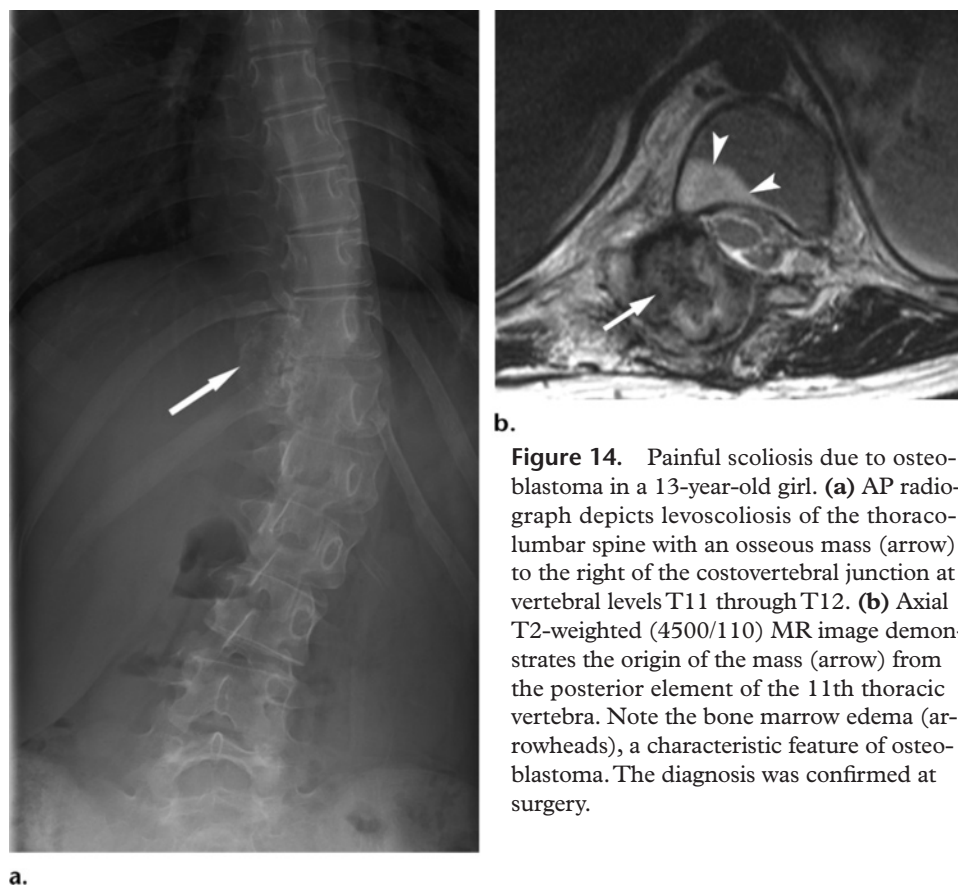 b.
Figure 14. Painful scoliosis due to osteo-
blastoma in a 13-year-old girl. (a) AP radio-
graph depicts levoscoliosis of the thoraco-
lumbar spine with an osseous mass (arrow)
to the right of the costovertebral junction at
vertebral levels T11 through T12. (b) Axial
T2-weighted (4500/110) MR image demon-
strates the origin of the mass (arrow) from
the posterior element of the 11th thoracic
vertebra. Note the bone marrow edema (ar-
rowheads), a characteristic feature of osteo-
blastoma. The diagnosis was confirmed at
surgery.
a.